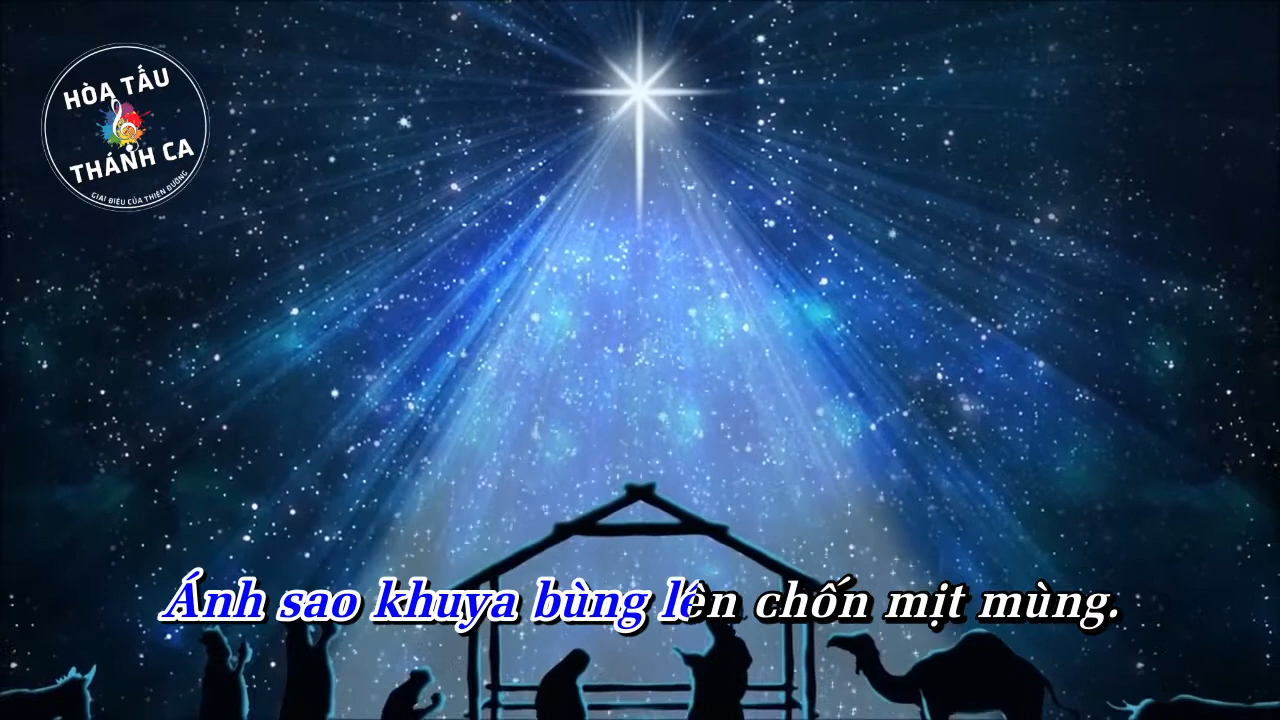 HÒA TẤU
THÁNH CA
GIAI ĐIỆU CỦA THIÊN ĐƯỜNG
Ánh sao khuya bùng lên chốn mịt mùng.